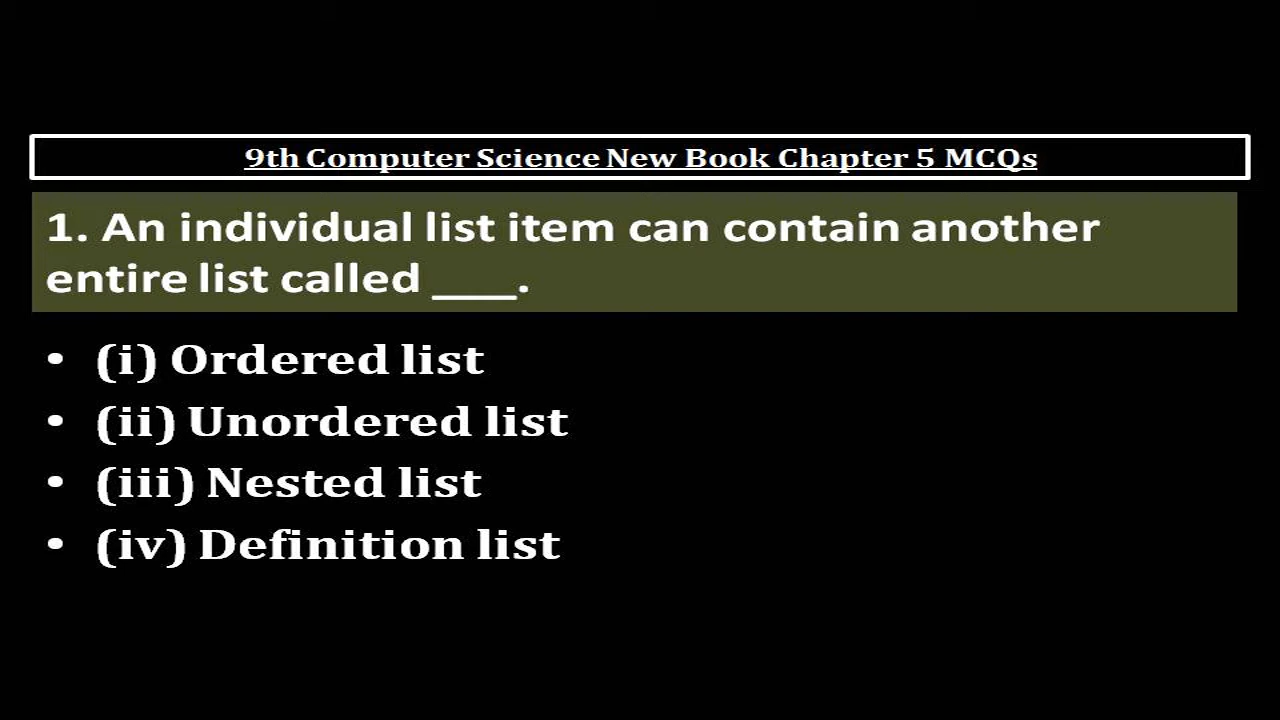 9th Computer Science New Book Chapter 5 MCQs
1. An individual list item can contain another
entire list called ____.
• (i) Ordered list
• (ii) Unordered list
• (iii) Nested list
• (iv) Definition list